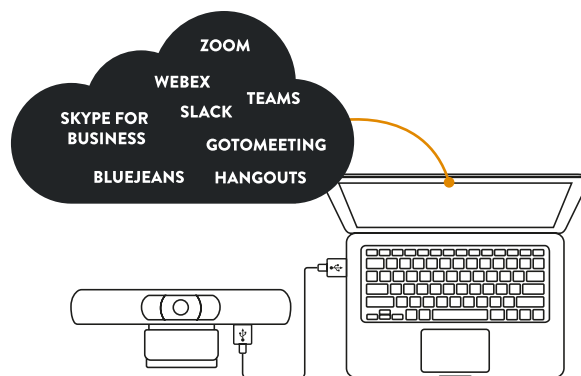 ZOOM
WEBEX
TEAMS
SLACK
SKYPE FOR
BUSINESS
GOTOMEETING
BLUEJEANS
HANGOUTS